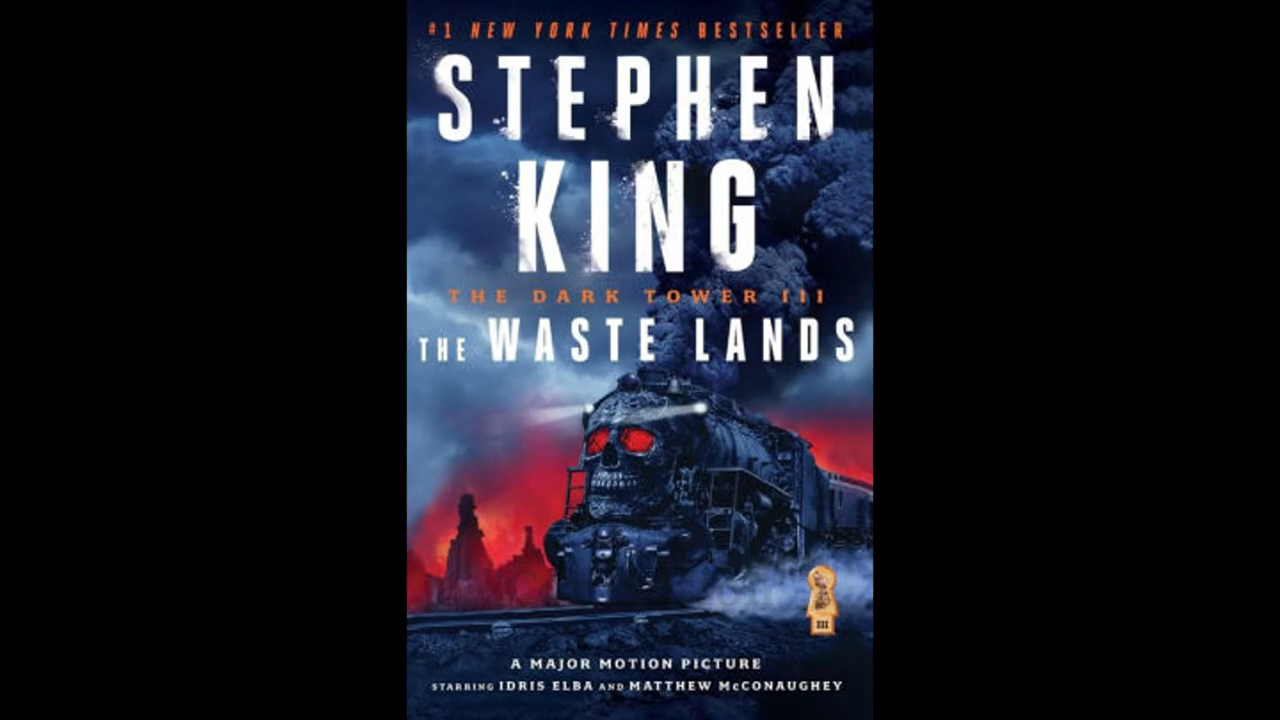 #1 NEW YORK TIMES BESTSELLER
STEPHEN
KING
THE DARK TOWER III
THE WASTE LANDS
III
A MAJOR MOTION PICTURE
STARRING IDRIS ELBA AND MATTHEW McCONAUGHEY